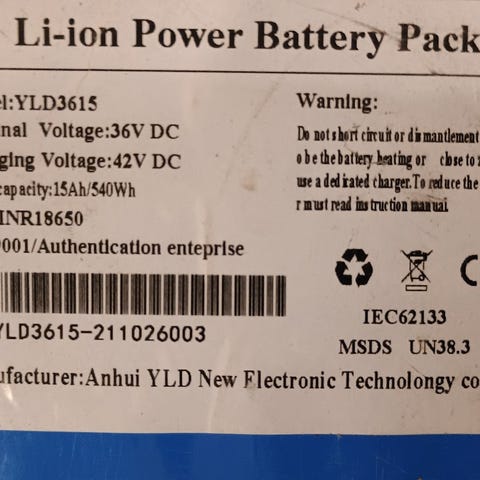 Li-ion Power Battery Pack
el:YLD3615
nal Voltage:36V DC
ging Voltage:42V DC
capacity:15Ah/540Wh
INR18650
9001/Authentication enteprise
YLD3615-211026003
Warning:
Do not short circuit or dismantlement
o be the battery heating or close to
use a dedicated charger.To reduce the
r must read instruction manual
IEC62133
MSDS UN38.3
ufacturer:Anhui YLD New Flectronic Technolongy co